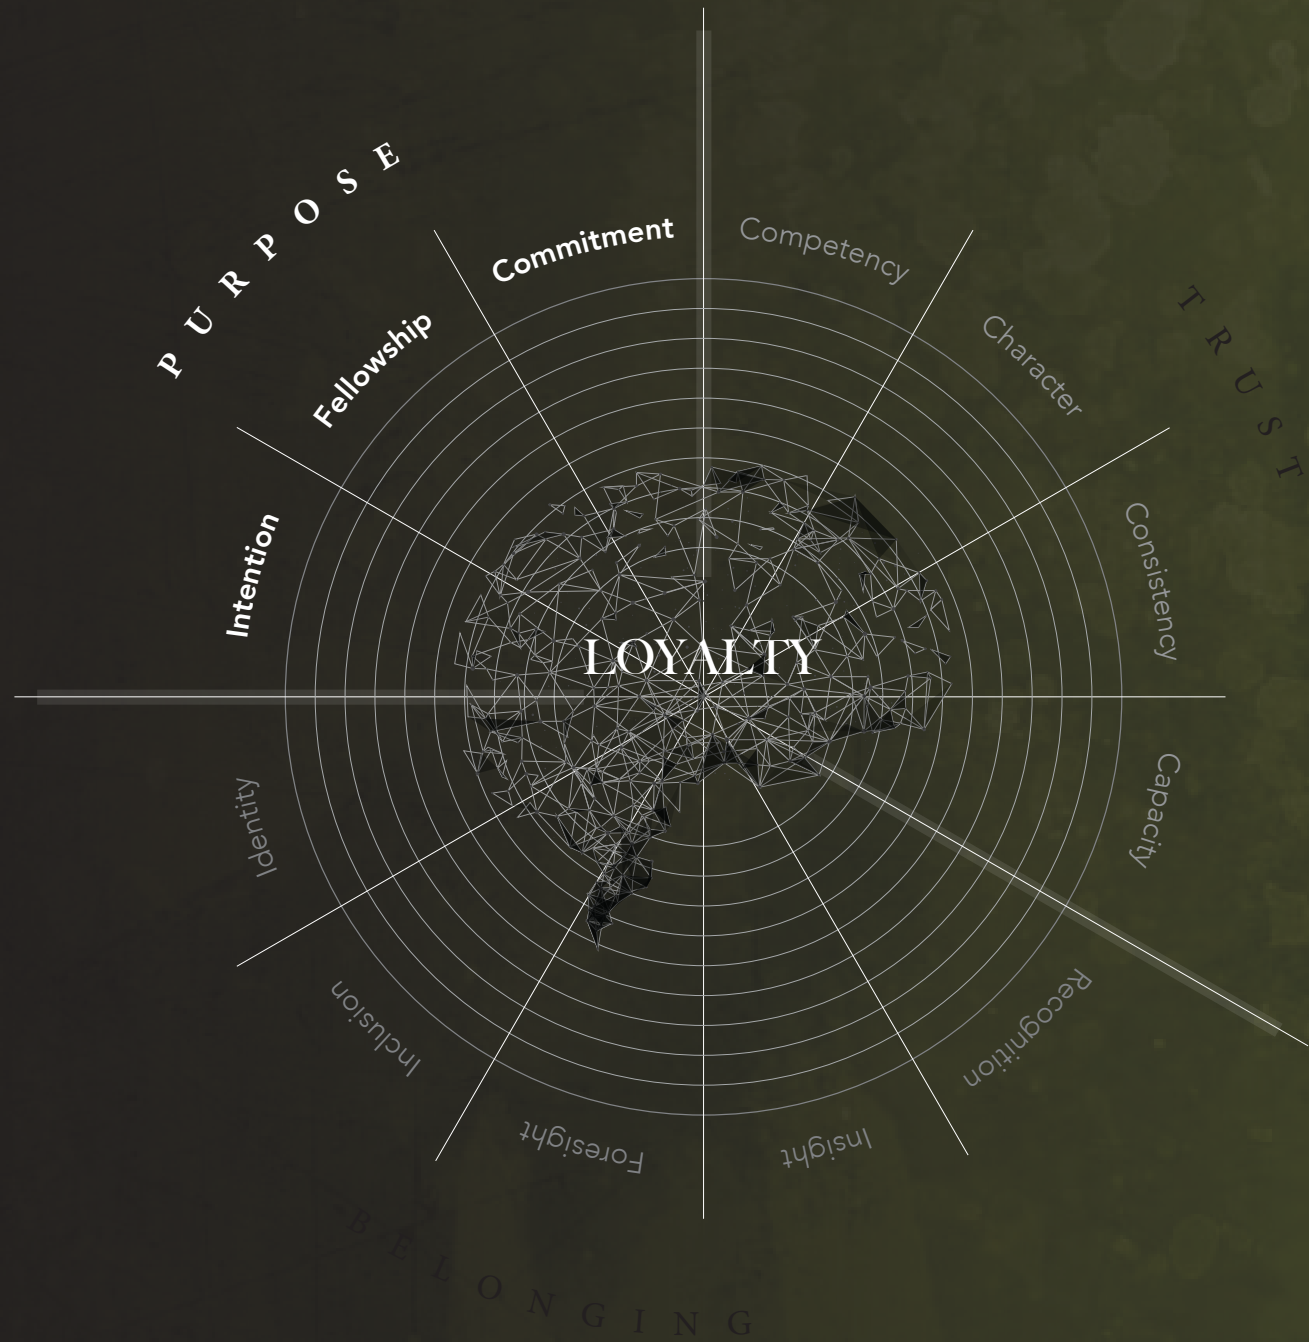 PURPOSE
Commitment
Fellowship
Intention
Competency
Character
Consistency
TRUST
LOYALTY
Capacity
Recognition
Insight
Foresight
Inclusion
Identity
BELONGING